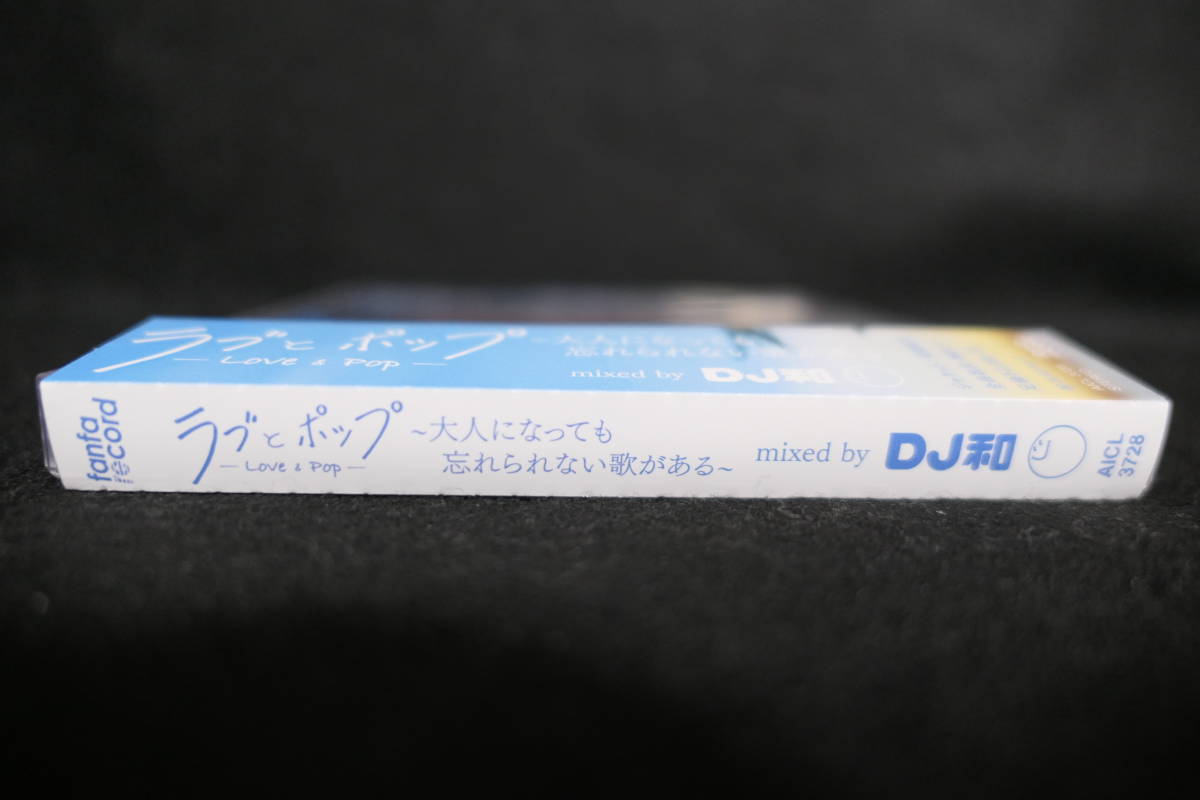 ラブとポップ
― Love & Pop ―
mixed by DJ和
fanfa
record
ラブとポップ
― Love & Pop ―
~大人になっても
忘れられない歌がある~
mixed by DJ和
AICL
3728